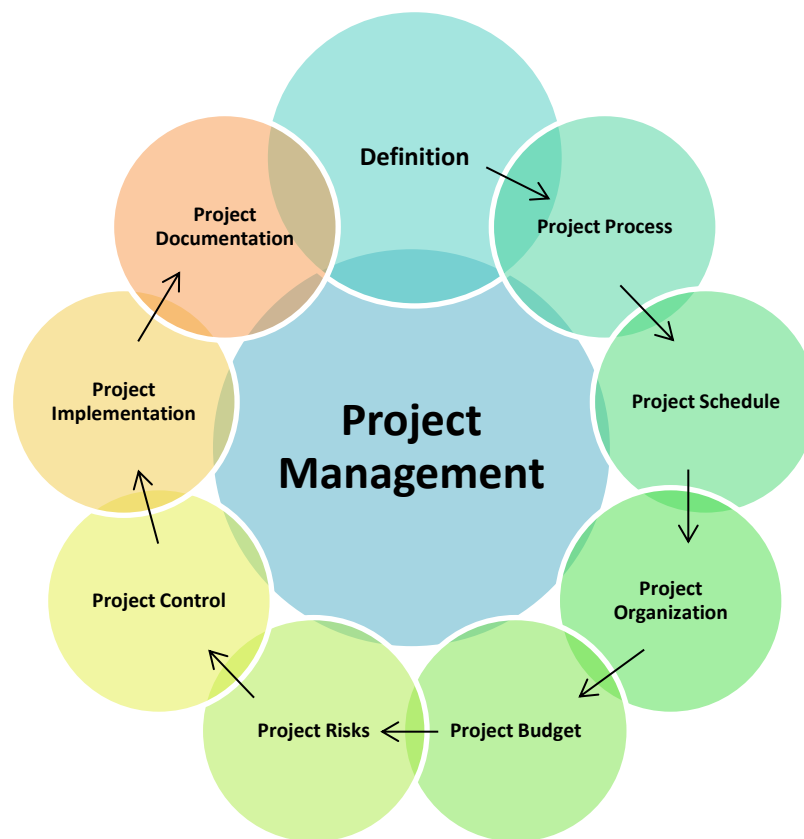 Definition
Project Process
Project Schedule
Project
Organization
Project Budget
Project Risks
Project Control
Project
Implementation
Project
Documentation
Project
Management